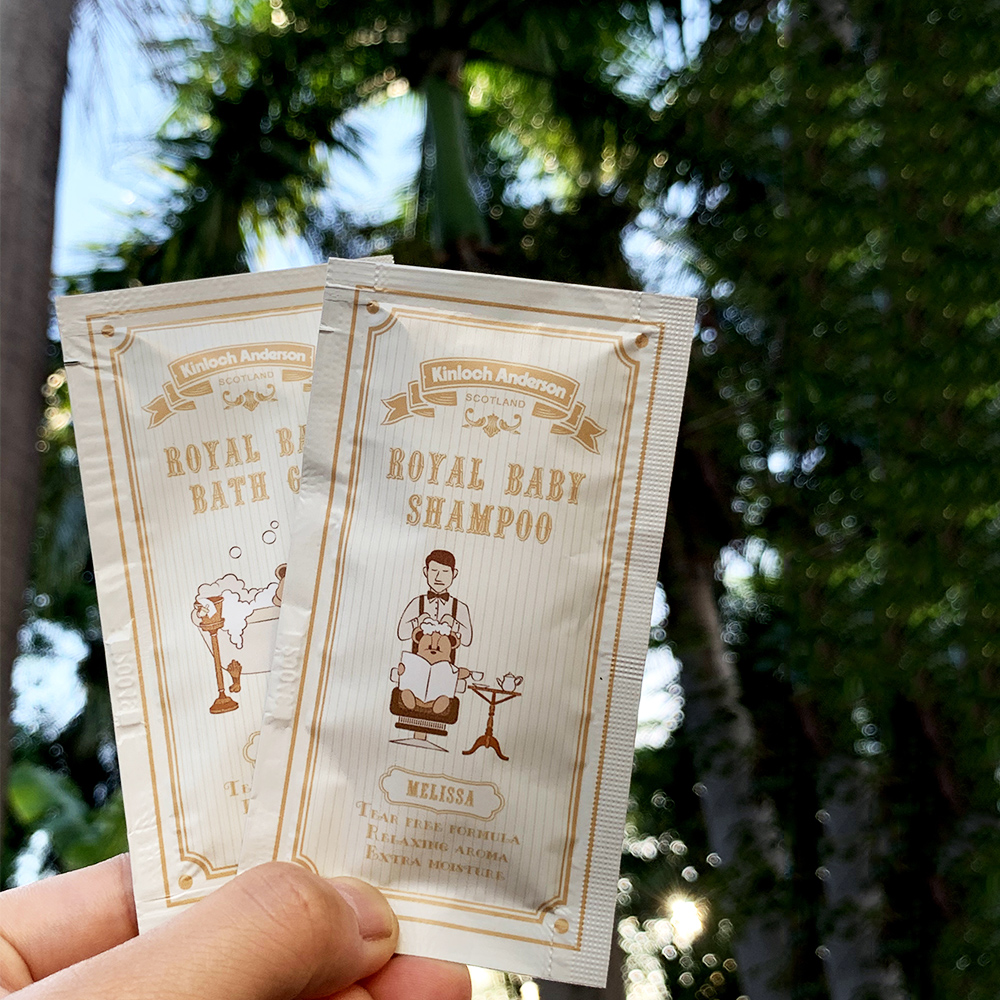 Kinloch Anderson
SCOTLAND
ROYAL
BATH
Kinloch Anderson
SCOTLAND
ROYAL BABY
SHAMPOO
MELISSA
TEAR FREE FORMULA
RELAXING AROMA
EXTRA MOISTURE